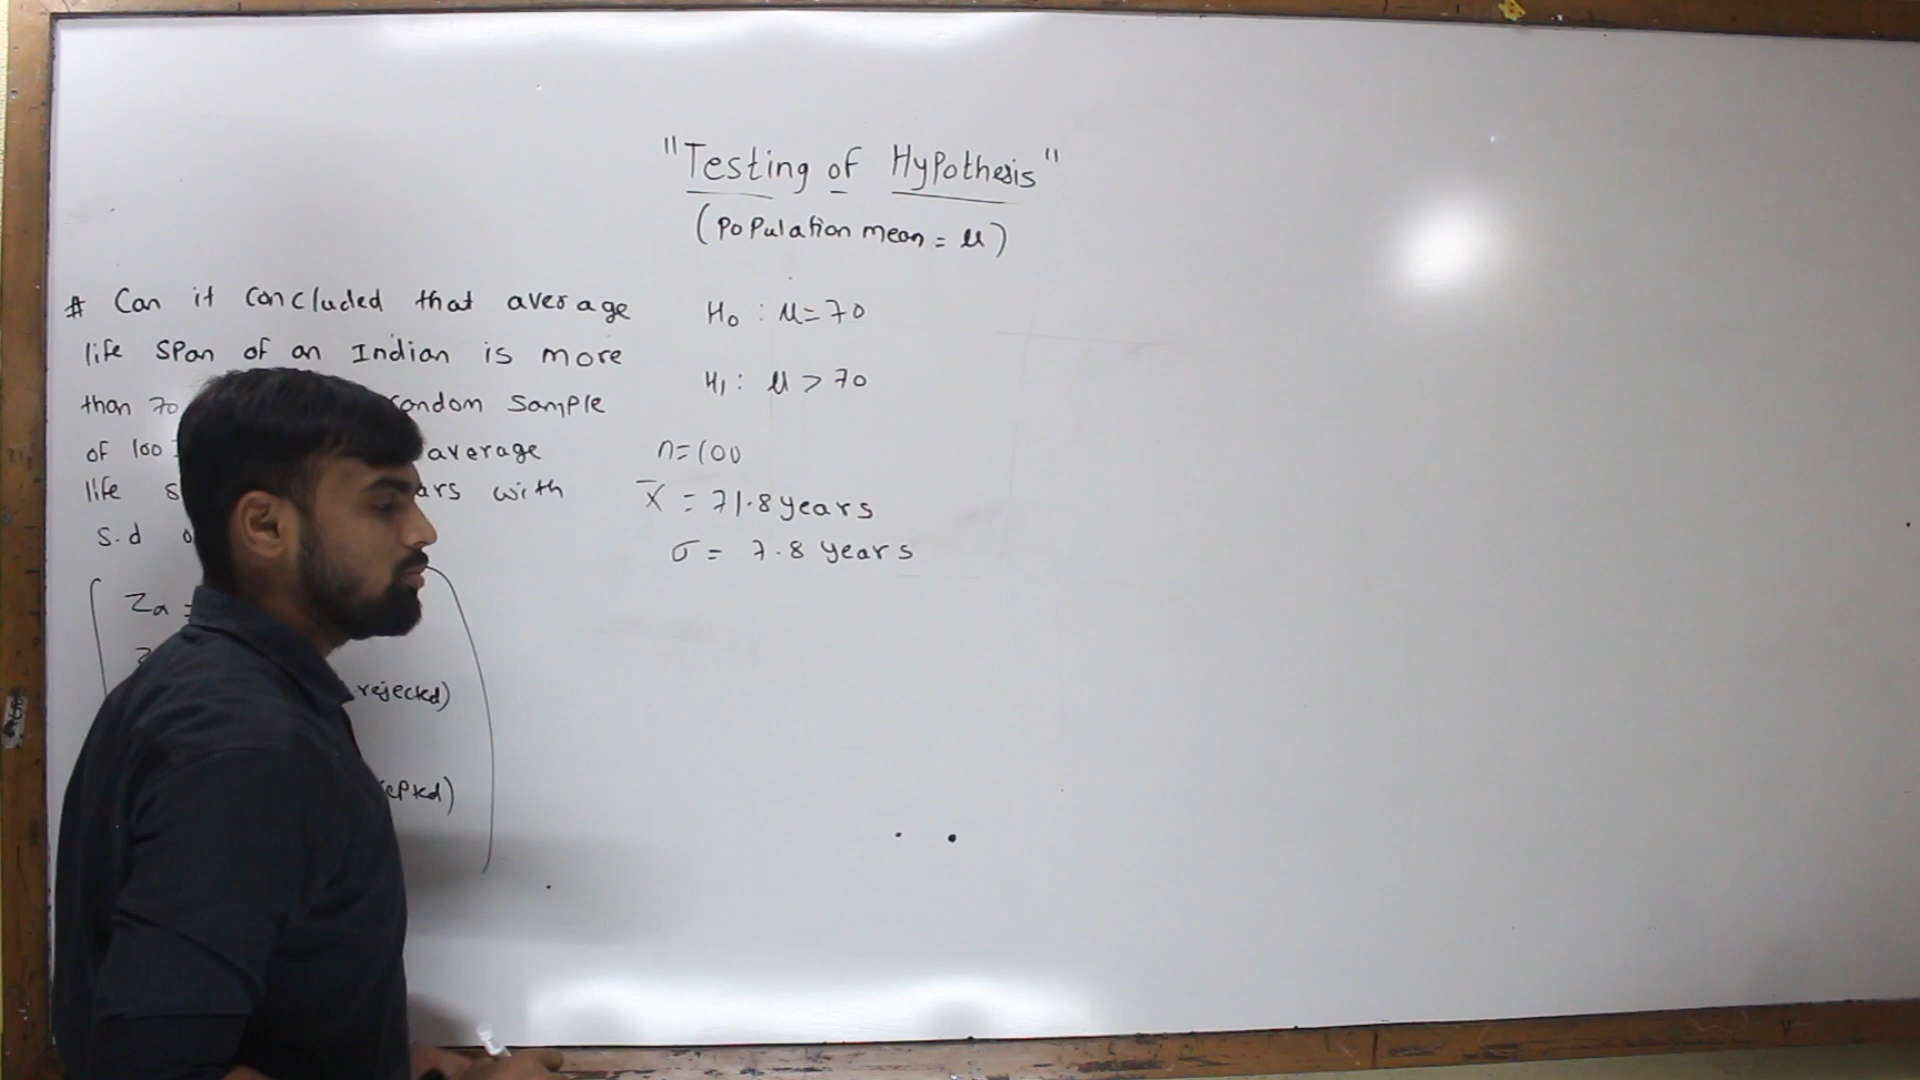 "Testing of Hypothesis"
(Population mean = μ)
# Can it concluded that average
life span of an Indian is more
than 70 random sample
of 100 average
life with
s.d
Zα =
rejected)
H₀ : μ = 70
H₁ : μ > 70
n = 100
x̄ = 71.8 years
σ = 7.8 years